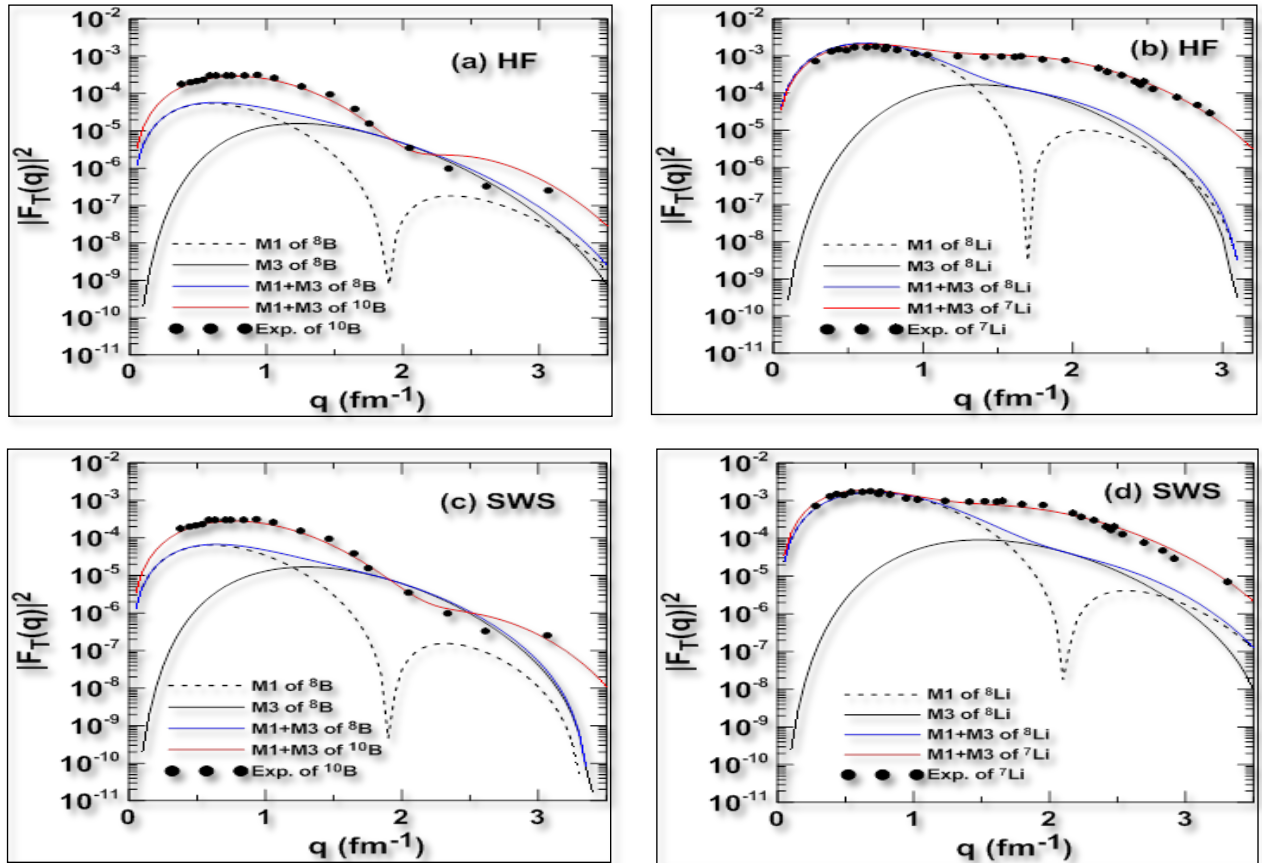 10⁻²
10⁻³
10⁻⁴
10⁻⁵
10⁻⁶
10⁻⁷
10⁻⁸
10⁻⁹
10⁻¹⁰
10⁻¹¹
|F_T(q)|²
(a) HF
M1 of ⁸B
M3 of ⁸B
M1+M3 of ⁸B
M1+M3 of ¹⁰B
Exp. of ¹⁰B
0 1 2 3
q (fm⁻¹)
10⁻²
10⁻³
10⁻⁴
10⁻⁵
10⁻⁶
10⁻⁷
10⁻⁸
10⁻⁹
10⁻¹⁰
10⁻¹¹
|F_T(q)|²
(b) HF
M1 of ⁸Li
M3 of ⁸Li
M1+M3 of ⁸Li
M1+M3 of ⁷Li
Exp. of ⁷Li
0 1 2 3
q (fm⁻¹)
10⁻²
10⁻³
10⁻⁴
10⁻⁵
10⁻⁶
10⁻⁷
10⁻⁸
10⁻⁹
10⁻¹⁰
10⁻¹¹
|F_T(q)|²
(c) SWS
M1 of ⁸B
M3 of ⁸B
M1+M3 of ⁸B
M1+M3 of ¹⁰B
Exp. of ¹⁰B
0 1 2 3
q (fm⁻¹)
10⁻²
10⁻³
10⁻⁴
10⁻⁵
10⁻⁶
10⁻⁷
10⁻⁸
10⁻⁹
10⁻¹⁰
10⁻¹¹
|F_T(q)|²
(d) SWS
M1 of ⁸Li
M3 of ⁸Li
M1+M3 of ⁸Li
M1+M3 of ⁷Li
Exp. of ⁷Li
0 1 2 3
q (fm⁻¹)